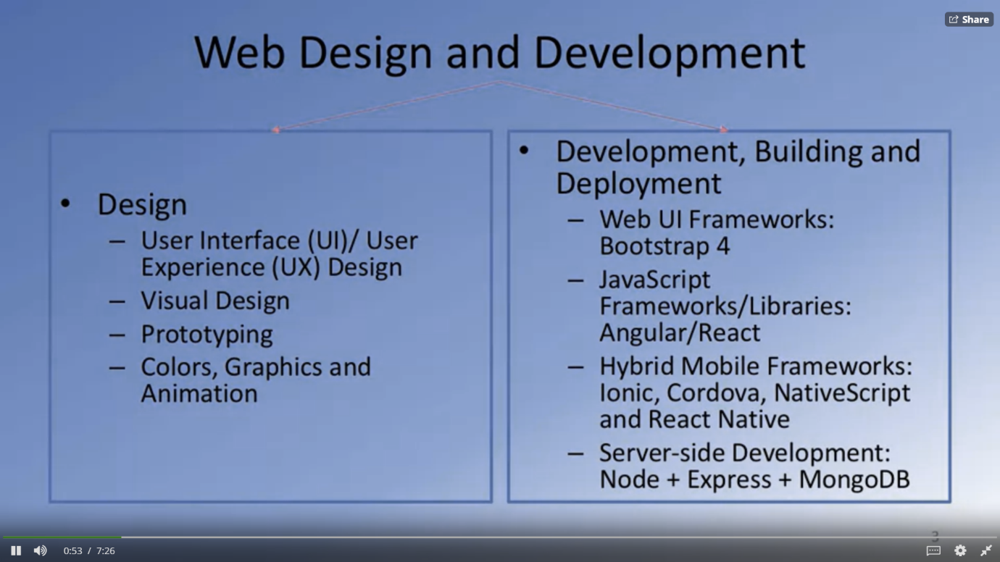 Share
Web Design and Development
• Design
– User Interface (UI)/ User
Experience (UX) Design
– Visual Design
– Prototyping
– Colors, Graphics and
Animation
• Development, Building and
Deployment
– Web UI Frameworks:
Bootstrap 4
– JavaScript
Frameworks/Libraries:
Angular/React
– Hybrid Mobile Frameworks:
Ionic, Cordova, NativeScript
and React Native
– Server-side Development:
Node + Express + MongoDB
3
0:53 / 7:26